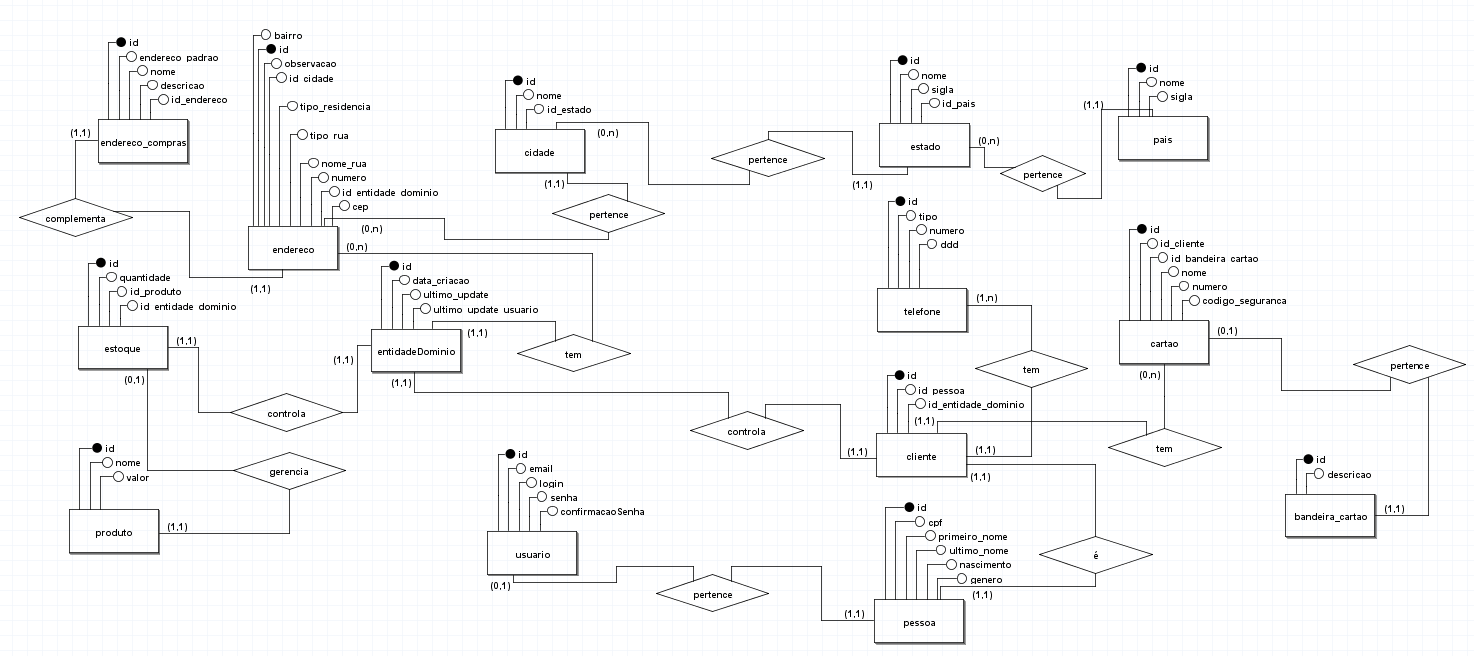 id
endereco_padrao
nome
descricao
id_endereco
endereco_compras
(1,1)
complementa
(1,1)
bairro
id
observacao
id_cidade
tipo_residencia
tipo_rua
nome_rua
numero
id_entidade_dominio
cep
endereco
(0,n)
(0,n)
id
nome
id_estado
cidade
(0,n)
(1,1)
pertence
pertence
(1,1)
id
nome
sigla
id_pais
estado
(0,n)
pertence
(1,1)
id
nome
sigla
pais
id
quantidade
id_produto
id_entidade_dominio
estoque
(1,1)
(0,1)
controla
(1,1)
id
data_criacao
ultimo_update
ultimo_update_usuario
entidadeDominio
(1,1)
(1,1)
tem
id
tipo
numero
ddd
telefone
(1,n)
tem
id
id_cliente
id_bandeira_cartao
nome
numero
codigo_seguranca
cartao
(0,1)
(0,n)
pertence
tem
id
id_pessoa
id_entidade_dominio
(1,1)
cliente
(1,1)
(1,1)
(1,1)
controla
id
nome
valor
produto
(1,1)
gerencia
id
email
login
senha
confirmacaoSenha
usuario
(0,1)
pertence
(1,1)
id
cpf
primeiro_nome
ultimo_nome
nascimento
genero
(1,1)
pessoa
é
id
descricao
bandeira_cartao
(1,1)